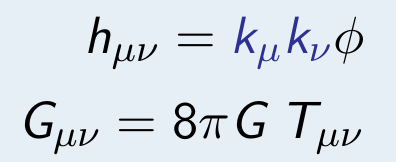 h_{μν} = k_μ k_ν ϕ
G_{μν} = 8πG T_{μν}